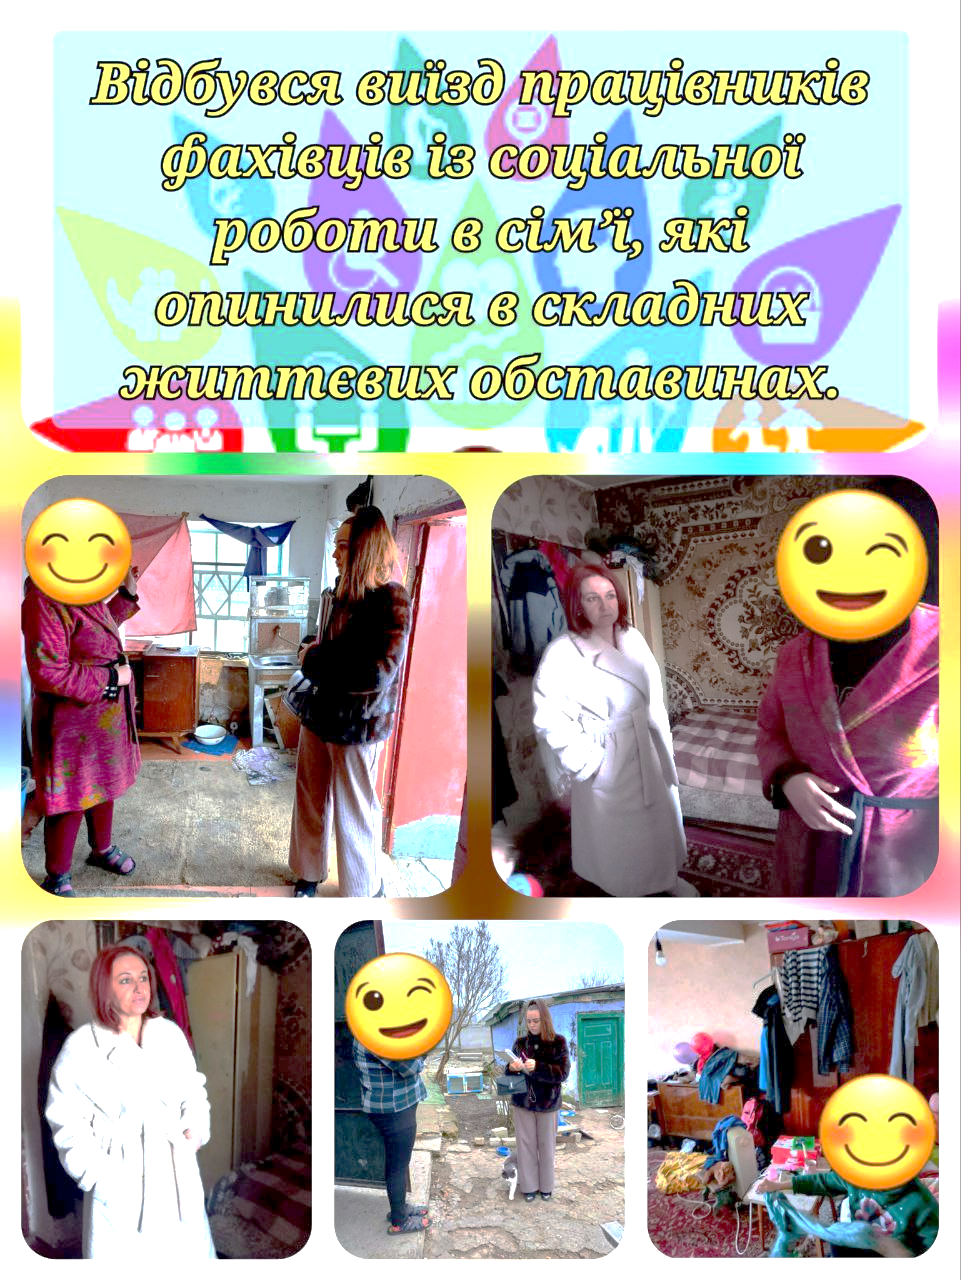 Відбувся виїзд працівників
фахівців із соціальної
роботи в сім’ї, які
опинилися в складних
життєвих обставинах.